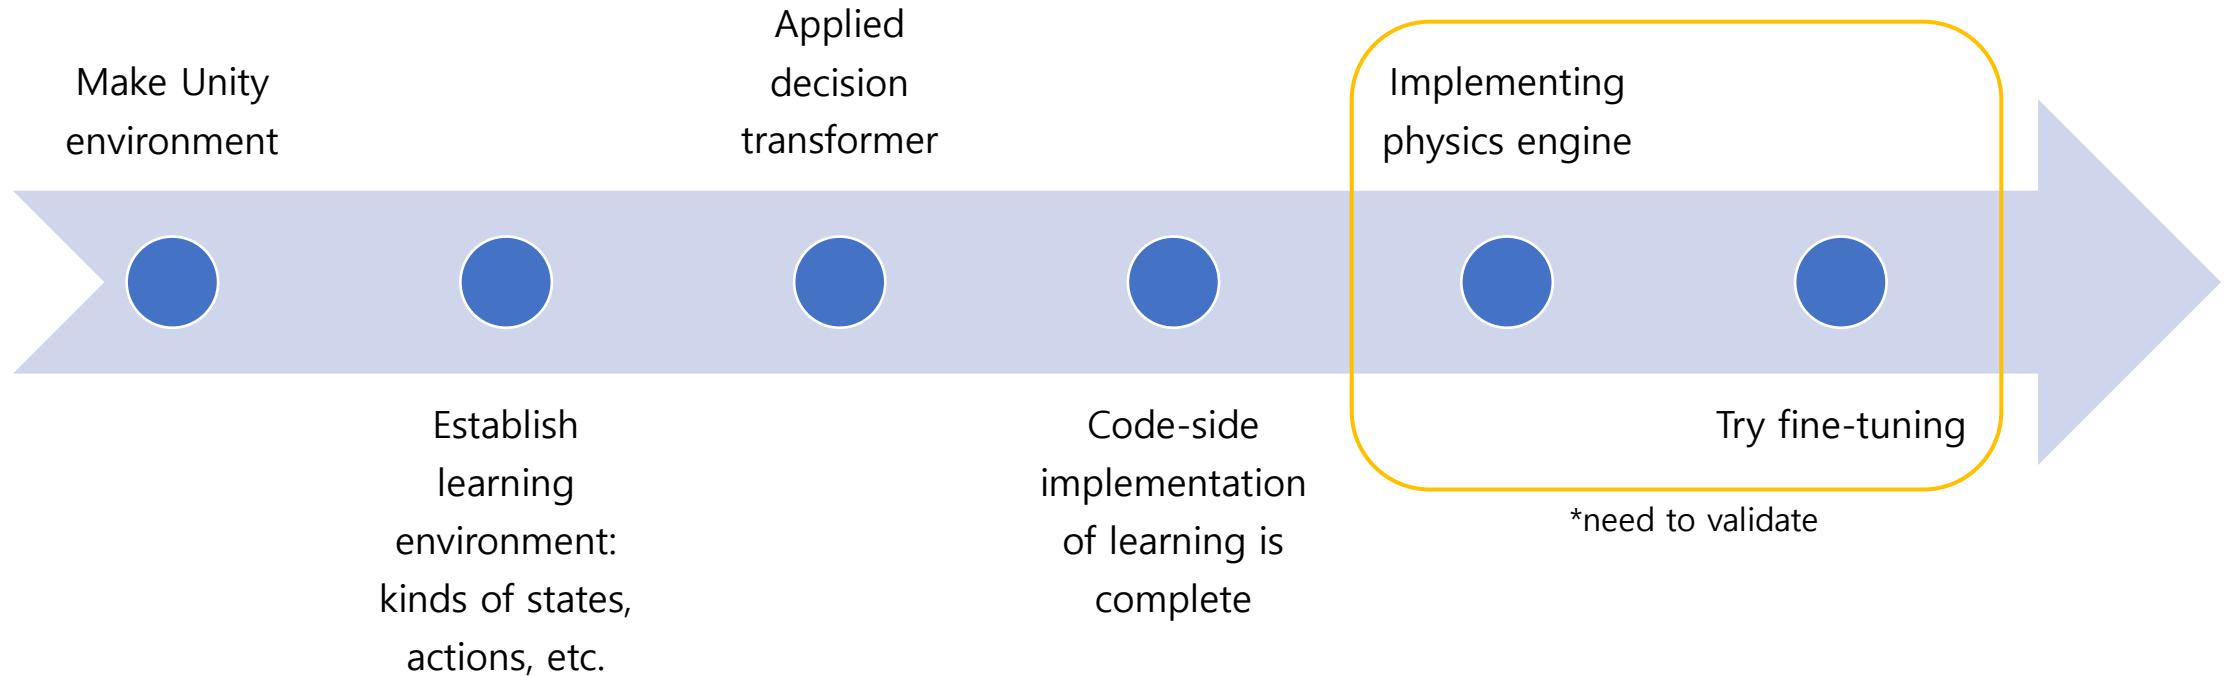 Make Unity
environment
Establish
learning
environment:
kinds of states,
actions, etc.
Applied
decision
transformer
Code-side
implementation
of learning is
complete
Implementing
physics engine
Try fine-tuning
*need to validate